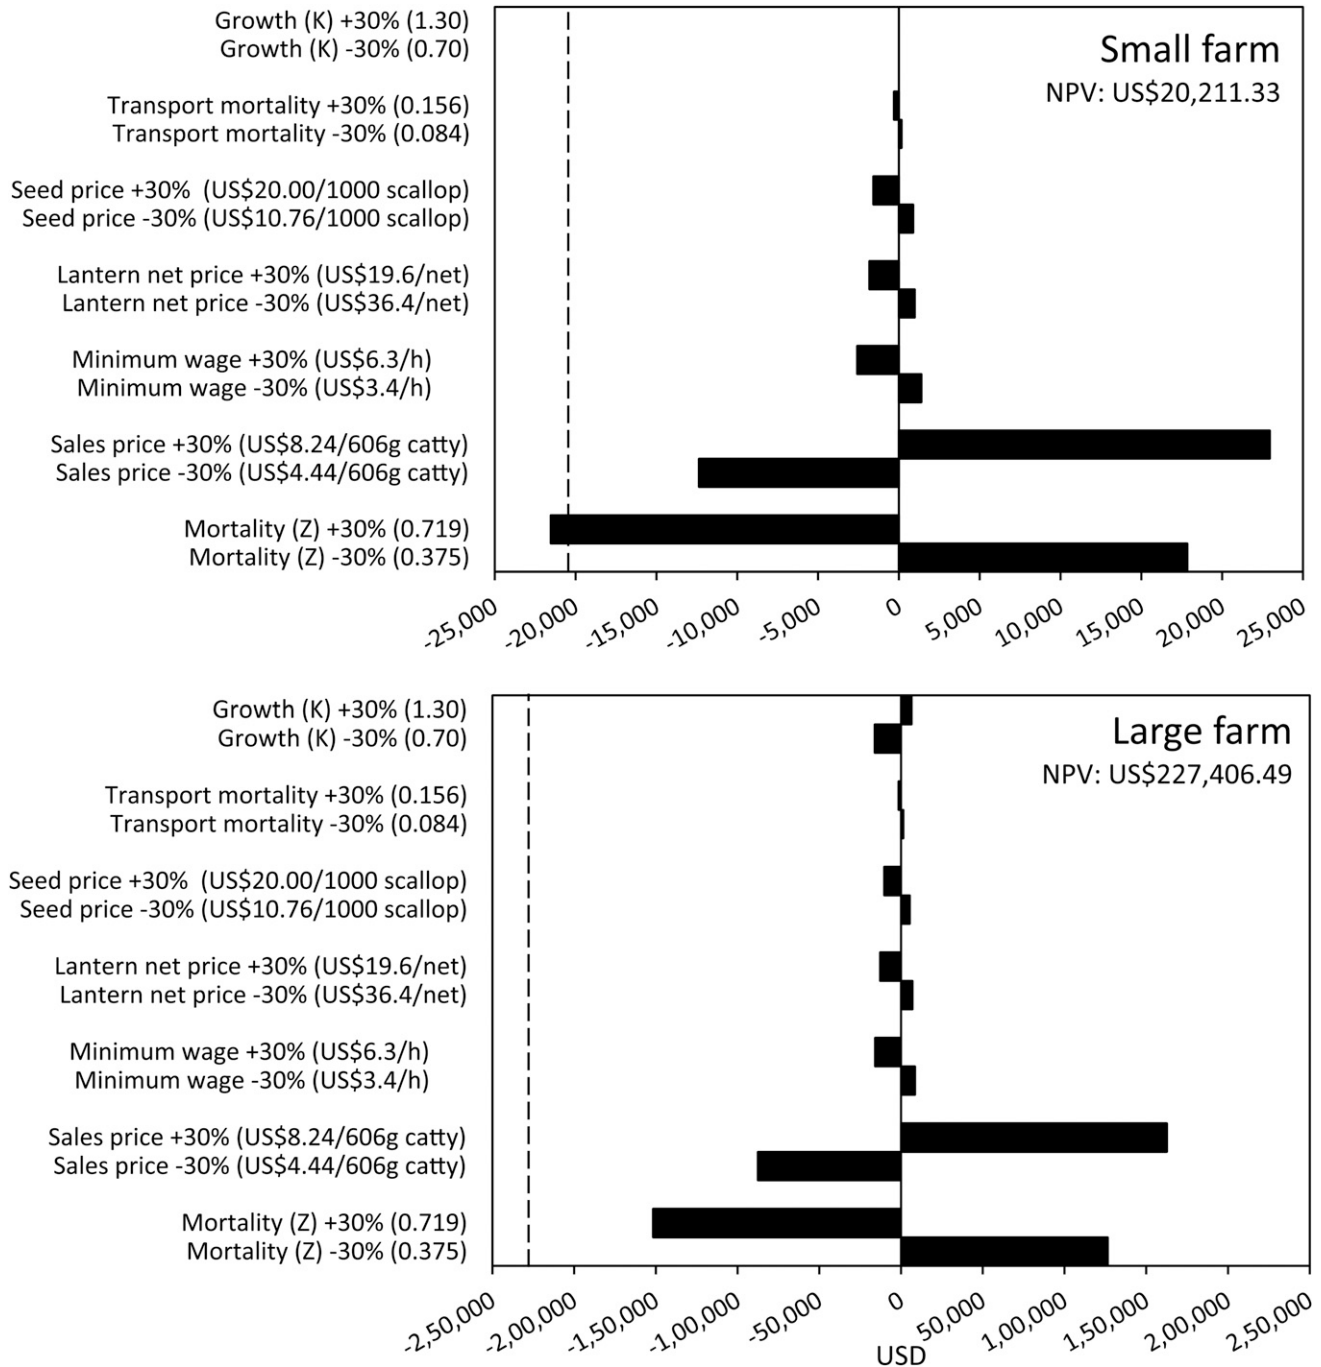 Growth (K) +30% (1.30)
Growth (K) -30% (0.70)
Transport mortality +30% (0.156)
Transport mortality -30% (0.084)
Seed price +30% (US$20.00/1000 scallop)
Seed price -30% (US$10.76/1000 scallop)
Lantern net price +30% (US$19.6/net)
Lantern net price -30% (US$36.4/net)
Minimum wage +30% (US$6.3/h)
Minimum wage -30% (US$3.4/h)
Sales price +30% (US$8.24/606g catty)
Sales price -30% (US$4.44/606g catty)
Mortality (Z) +30% (0.719)
Mortality (Z) -30% (0.375)
Small farm
NPV: US$20,211.33
-25,000 -20,000 -15,000 -10,000 -5,000 0 5,000 10,000 15,000 20,000 25,000
Growth (K) +30% (1.30)
Growth (K) -30% (0.70)
Transport mortality +30% (0.156)
Transport mortality -30% (0.084)
Seed price +30% (US$20.00/1000 scallop)
Seed price -30% (US$10.76/1000 scallop)
Lantern net price +30% (US$19.6/net)
Lantern net price -30% (US$36.4/net)
Minimum wage +30% (US$6.3/h)
Minimum wage -30% (US$3.4/h)
Sales price +30% (US$8.24/606g catty)
Sales price -30% (US$4.44/606g catty)
Mortality (Z) +30% (0.719)
Mortality (Z) -30% (0.375)
Large farm
NPV: US$227,406.49
-2,50,000 -2,00,000 -1,50,000 -1,00,000 -50,000 0 50,000 1,00,000 1,50,000 2,00,000 2,50,000
USD